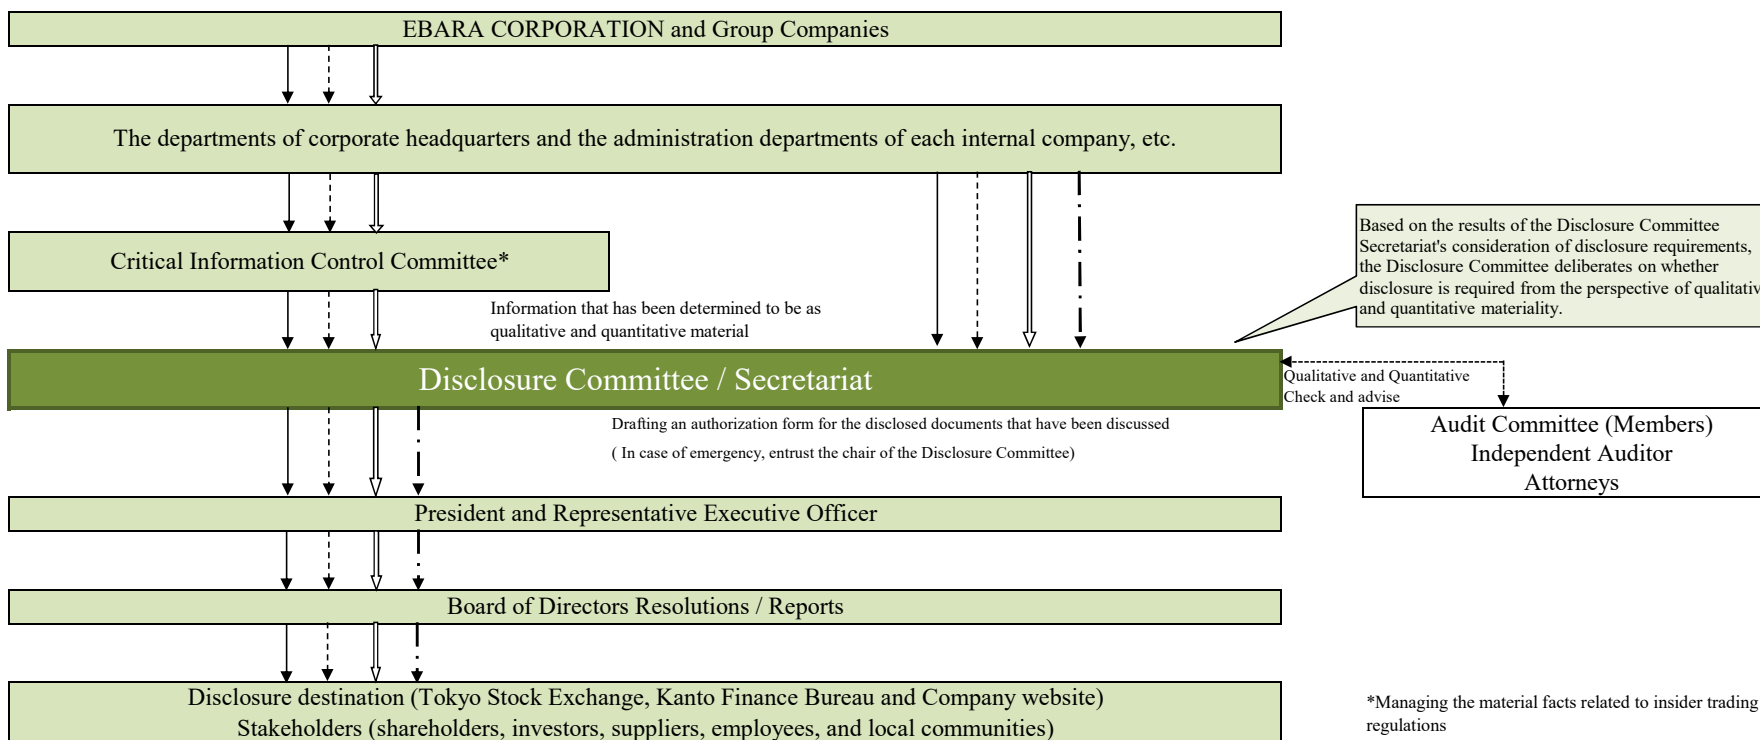 EBARA CORPORATION and Group Companies
The departments of corporate headquarters and the administration departments of each internal company, etc.
Based on the results of the Disclosure Committee
Secretariat's consideration of disclosure requirements,
the Disclosure Committee deliberates on whether
disclosure is required from the perspective of qualitativ
and quantitative materiality.
Critical Information Control Committee*
Information that has been determined to be as
qualitative and quantitative material
Disclosure Committee / Secretariat
Qualitative and Quantitative
Check and advise
Drafting an authorization form for the disclosed documents that have been discussed
( In case of emergency, entrust the chair of the Disclosure Committee)
Audit Committee (Members)
Independent Auditor
Attorneys
President and Representative Executive Officer
Board of Directors Resolutions / Reports
Disclosure destination (Tokyo Stock Exchange, Kanto Finance Bureau and Company website)
Stakeholders (shareholders, investors, suppliers, employees, and local communities)
*Managing the material facts related to insider trading
regulations